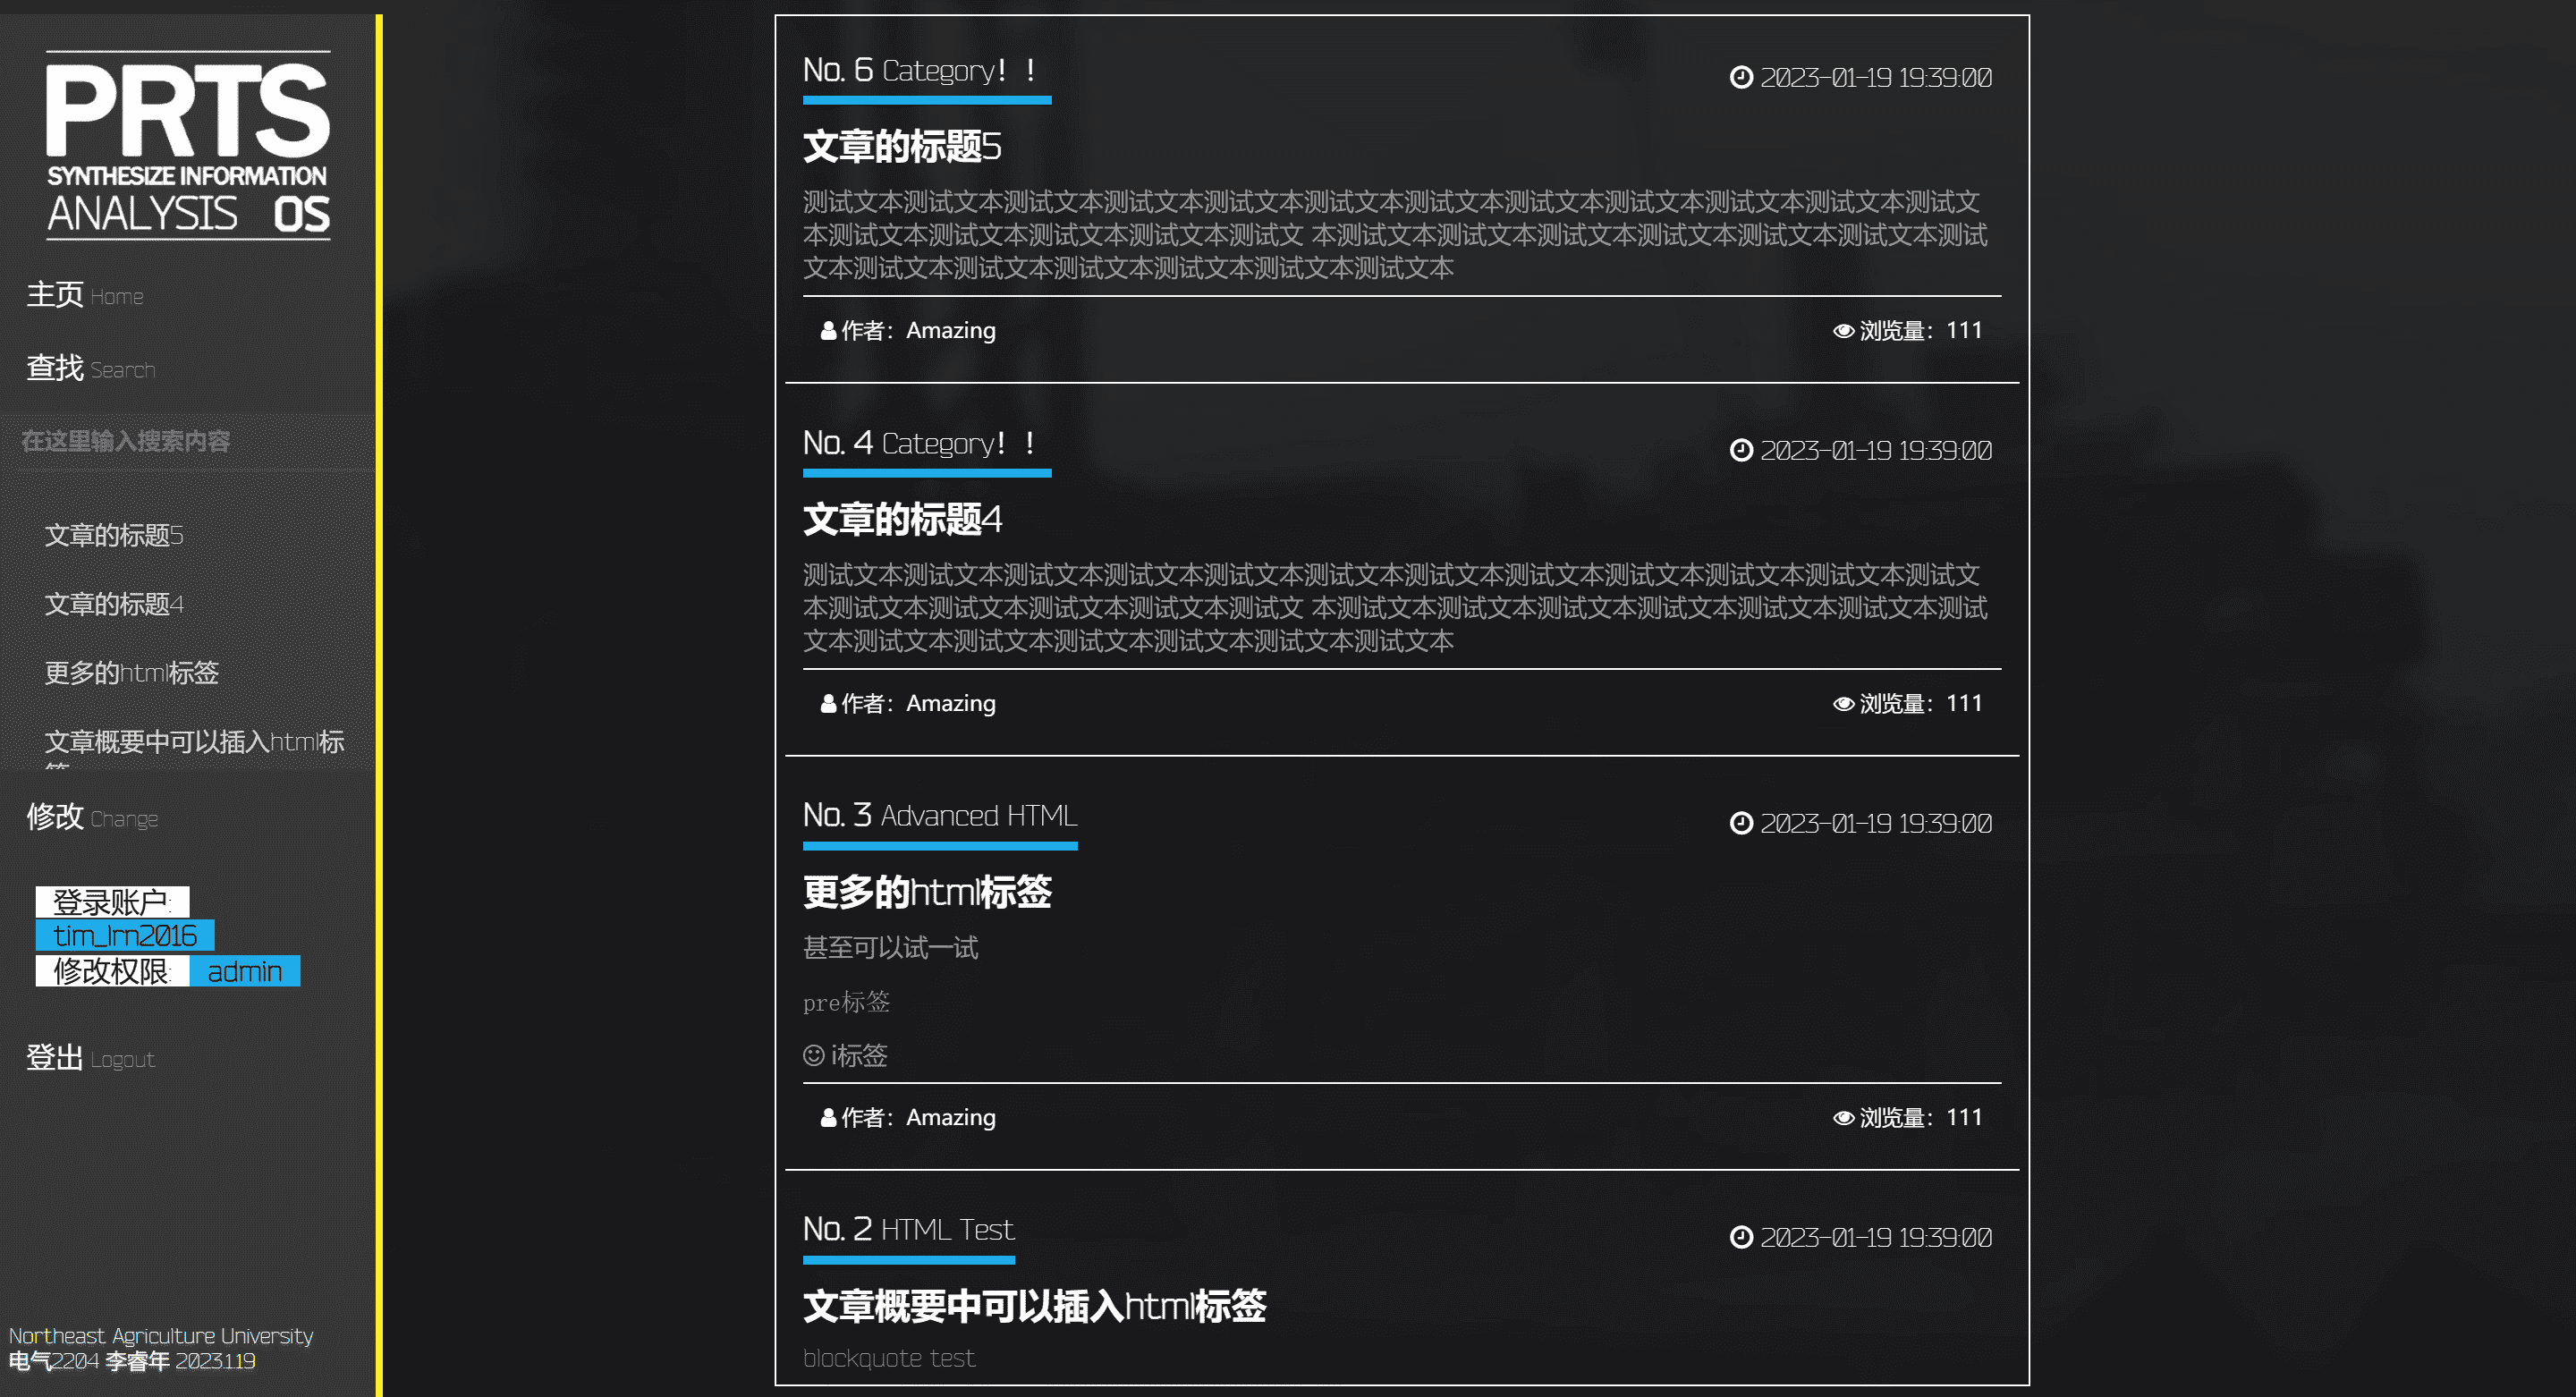 PRTS
SYNTHESIZE INFORMATION
ANALYSIS OS
主页 Home
查找 Search
在这里输入搜索内容
文章的标题5
文章的标题4
更多的html标签
文章概要中可以插入html标
修改 Change
登录账户:
tim_lrn2016
修改权限: admin
登出 Logout
Northeast Agriculture University
电气2204 李睿年 2023.1.19
No. 6 Category！！
2023-01-19 19:39:00
文章的标题5
测试文本测试文本测试文本测试文本测试文本测试文本测试文本测试文本测试文本测试文本测试文本测试文
本测试文本测试文本测试文本测试文本测试文 本测试文本测试文本测试文本测试文本测试文本测试文本测试
文本测试文本测试文本测试文本测试文本测试文本测试文本
作者：Amazing
浏览量：111
No. 4 Category！！
2023-01-19 19:39:00
文章的标题4
测试文本测试文本测试文本测试文本测试文本测试文本测试文本测试文本测试文本测试文本测试文本测试文
本测试文本测试文本测试文本测试文本测试文 本测试文本测试文本测试文本测试文本测试文本测试文本测试
文本测试文本测试文本测试文本测试文本测试文本测试文本
作者：Amazing
浏览量：111
No. 3 Advanced HTML
2023-01-19 19:39:00
更多的html标签
甚至可以试一试
pre标签
i标签
作者：Amazing
浏览量：111
No. 2 HTML Test
2023-01-19 19:39:00
文章概要中可以插入html标签
blockquote test